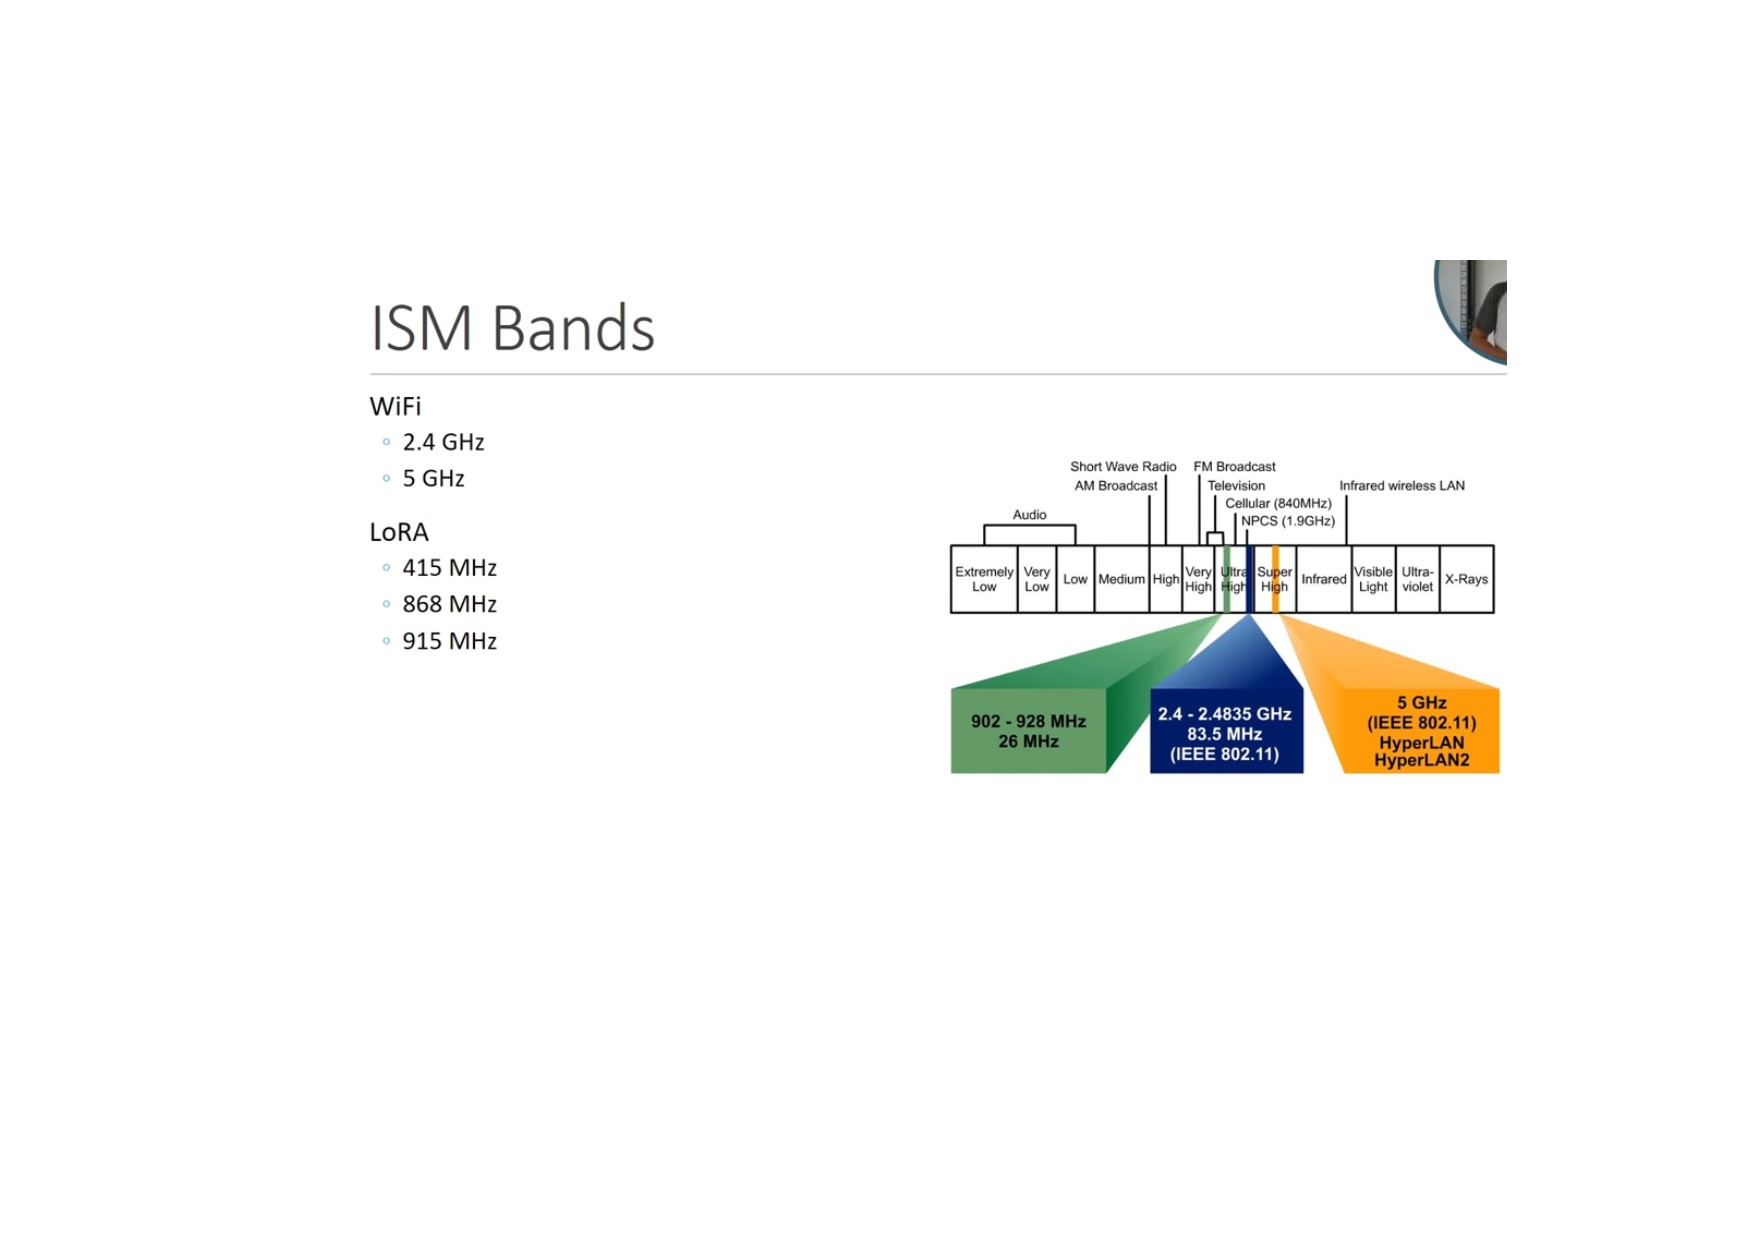 ISM Bands
WiFi
◦ 2.4 GHz
◦ 5 GHz
LoRA
◦ 415 MHz
◦ 868 MHz
◦ 915 MHz
Short Wave Radio
FM Broadcast
AM Broadcast
Television
Infrared wireless LAN
Cellular (840MHz)
Audio
NPCS (1.9GHz)
Extremely
Low
Very
Low
Low
Medium
High
Very
High
Ultra
High
Super
High
Infrared
Visible
Light
Ultra-
violet
X-Rays
902 - 928 MHz
26 MHz
2.4 - 2.4835 GHz
83.5 MHz
(IEEE 802.11)
5 GHz
(IEEE 802.11)
HyperLAN
HyperLAN2